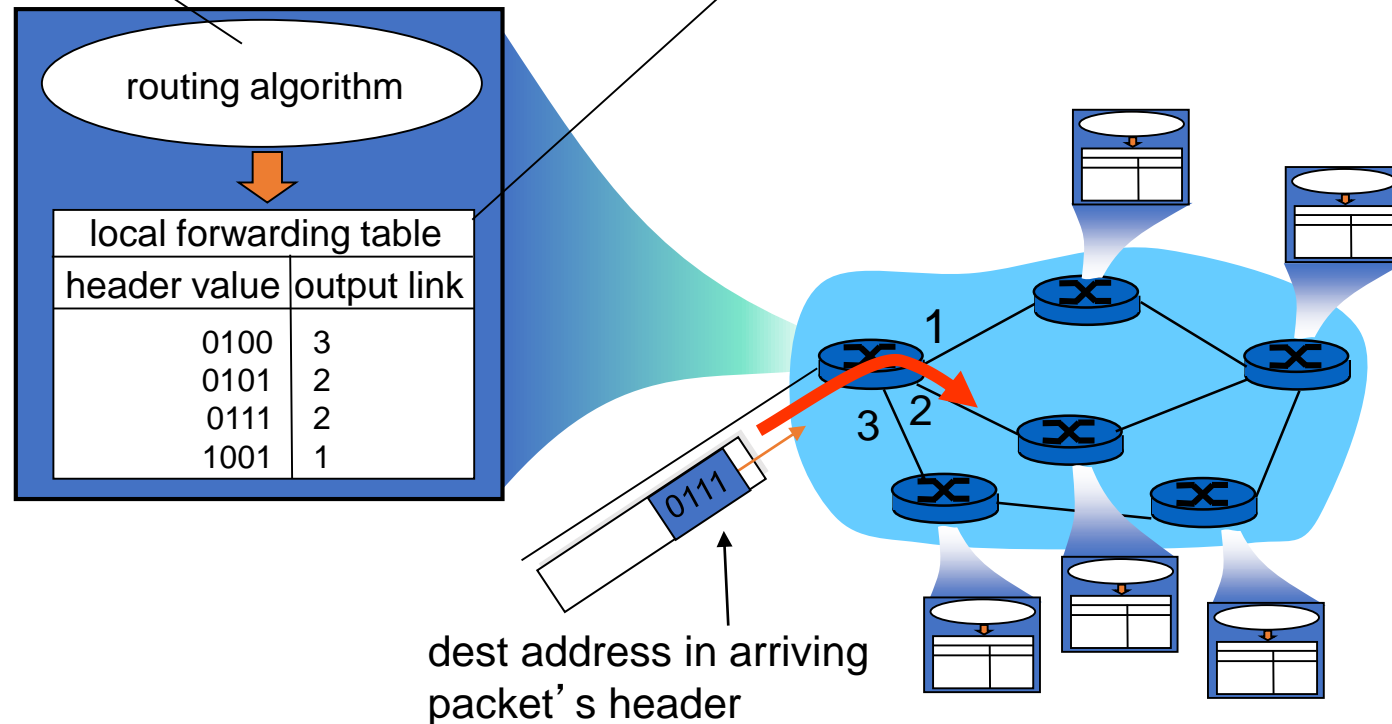 routing algorithm
local forwarding table
header value output link
0100 3
0101 2
0111 2
1001 1
1
2
3
0111
dest address in arriving
packet’s header